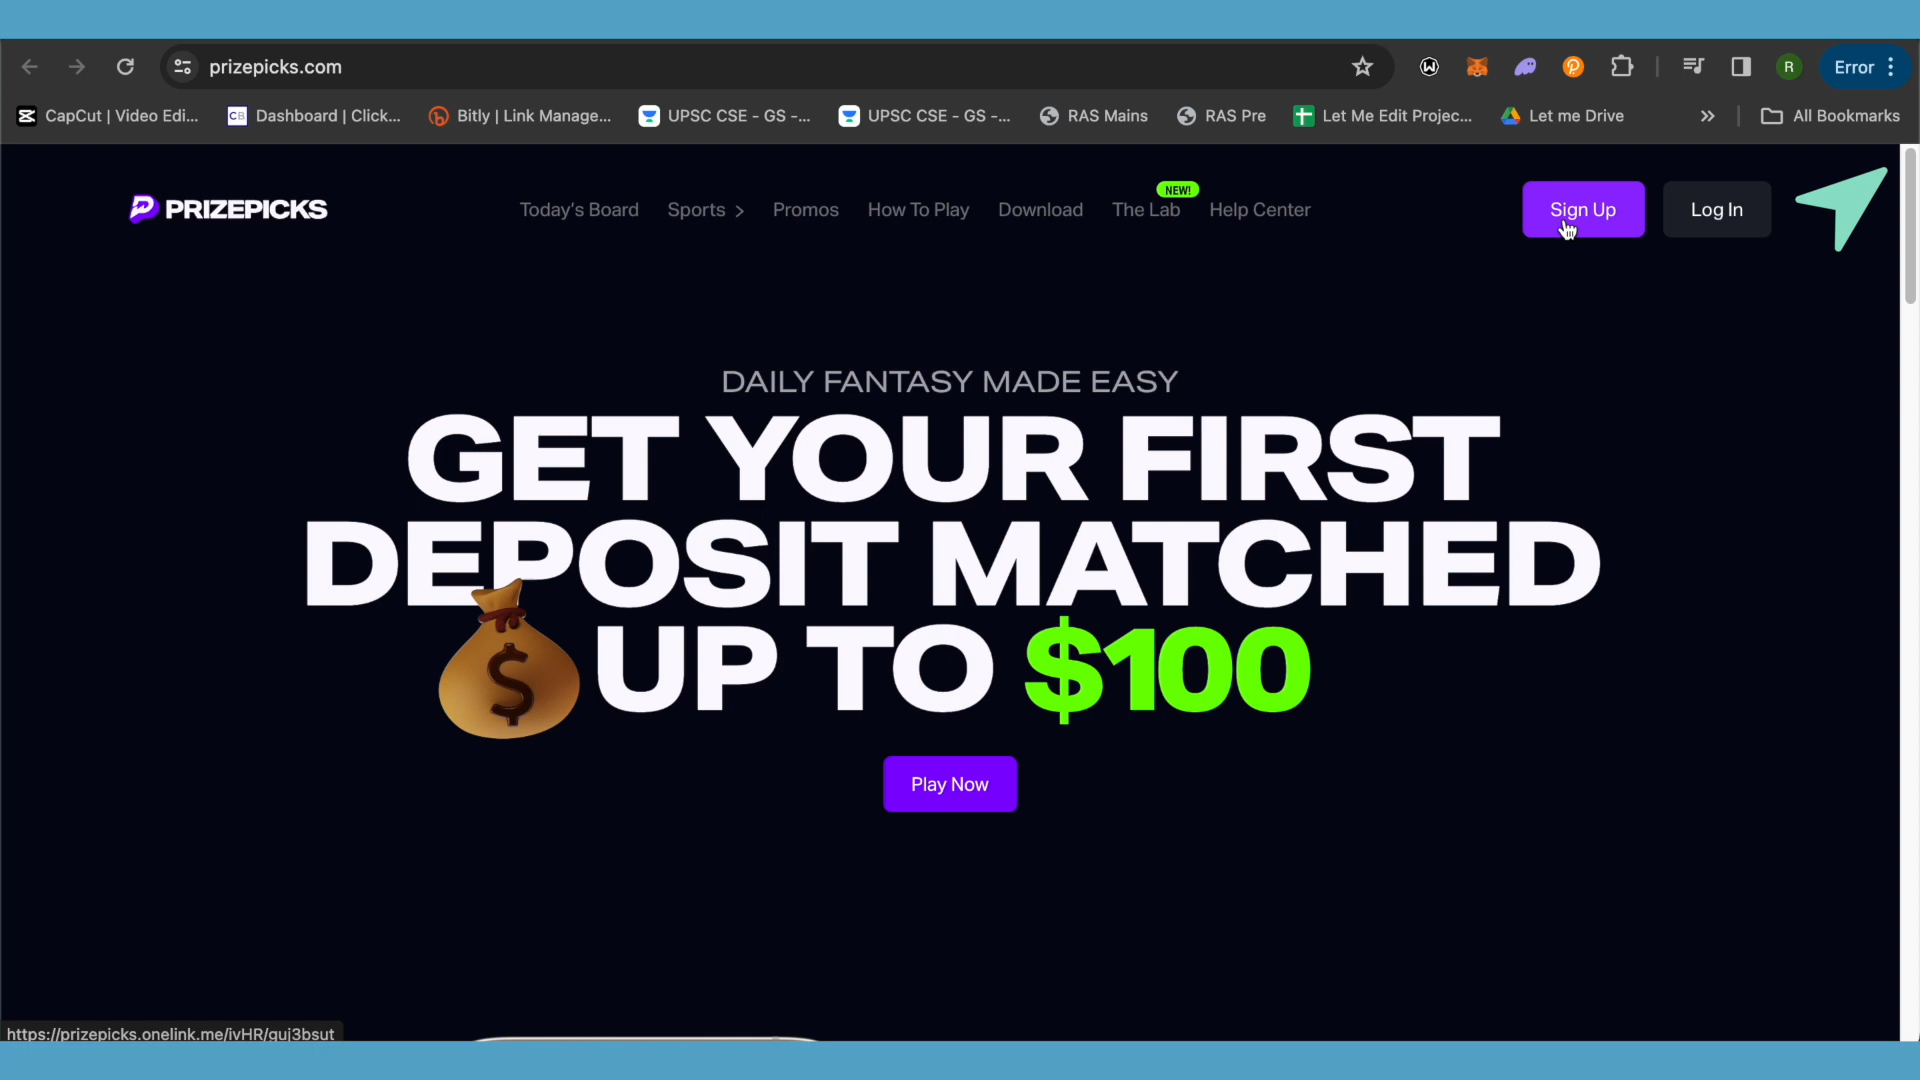 prizepicks.com
R
Error
CapCut | Video Edi...
CB
Dashboard | Click...
Bitly | Link Manage...
UPSC CSE - GS -...
UPSC CSE - GS -...
RAS Mains
RAS Pre
Let Me Edit Projec...
Let me Drive
All Bookmarks
PRIZEPICKS
Today's Board
Sports
Promos
How To Play
Download
NEW!
The Lab
Help Center
Sign Up
Log In
DAILY FANTASY MADE EASY
GET YOUR FIRST
DEPOSIT MATCHED
UP TO $100
$
Play Now
https://prizepicks.onelink.me/ivHR/guj3bsut